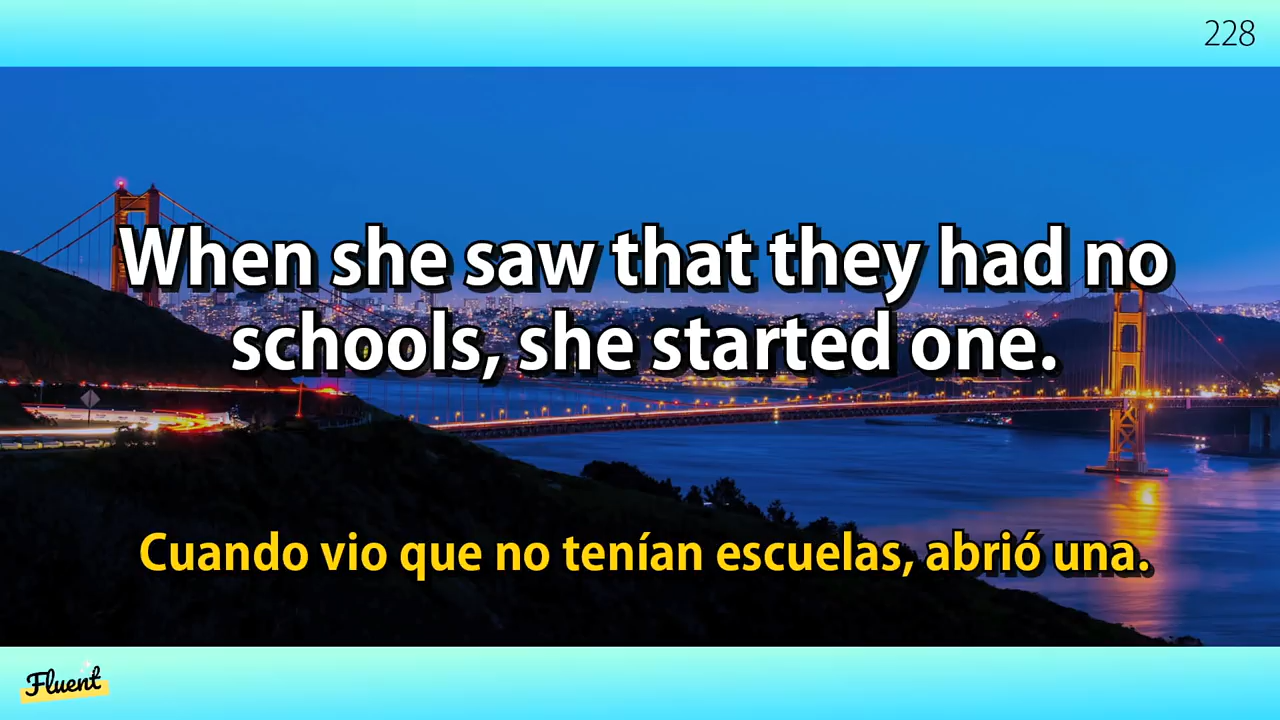 228
When she saw that they had no
schools, she started one.
Cuando vio que no tenían escuelas, abrió una.
Fluent